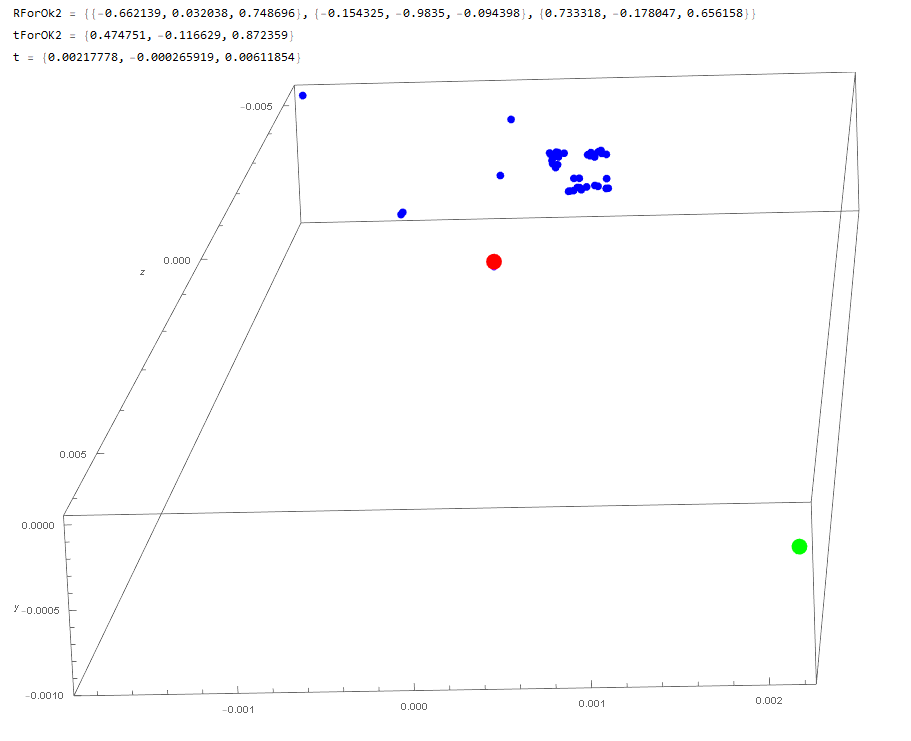 RForOk2 = {{-0.662139, 0.032038, 0.748696}, {-0.154325, -0.9835, -0.094398}, {0.733318, -0.178047, 0.656158}}
tForOK2 = {0.474751, -0.116629, 0.872359}
t = {0.00217778, -0.000265919, 0.00611854}
-0.005
0.000
z
0.005
0.0000
y -0.0005
-0.0010
-0.001 0.000 0.001 0.002